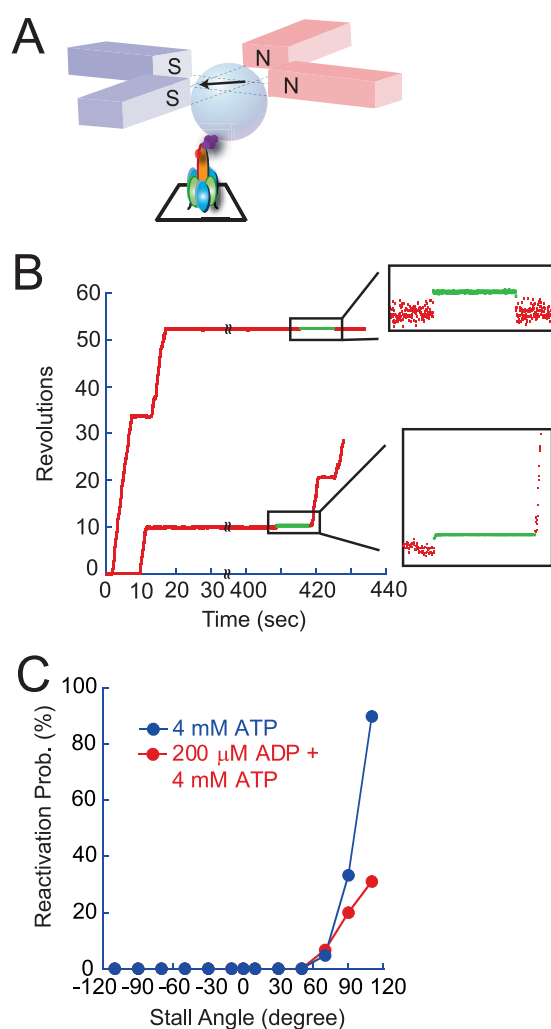 A
S
N
S
N
B
Revolutions
60
50
40
30
20
10
0
0 10 20 30 400 420 440
Time (sec)
C
Reactivation Prob. (%)
100
80
60
40
20
0
4 mM ATP
200 μM ADP +
4 mM ATP
-120 -90 -60 -30 0 30 60 90 120
Stall Angle (degree)